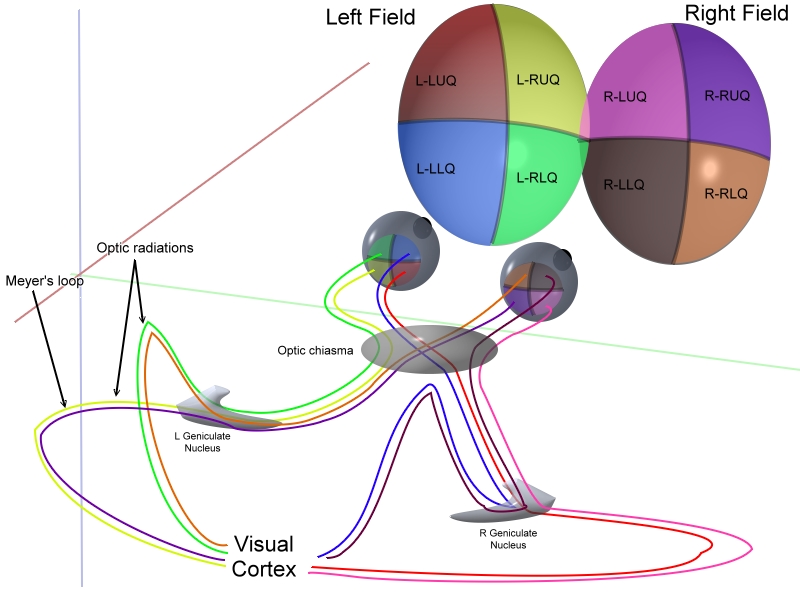 Left Field
Right Field
L-LUQ
L-RUQ
R-LUQ
R-RUQ
L-LLQ
L-RLQ
R-LLQ
R-RLQ
Optic radiations
Meyer's loop
Optic chiasma
L Geniculate
Nucleus
R Geniculate
Nucleus
Visual
Cortex